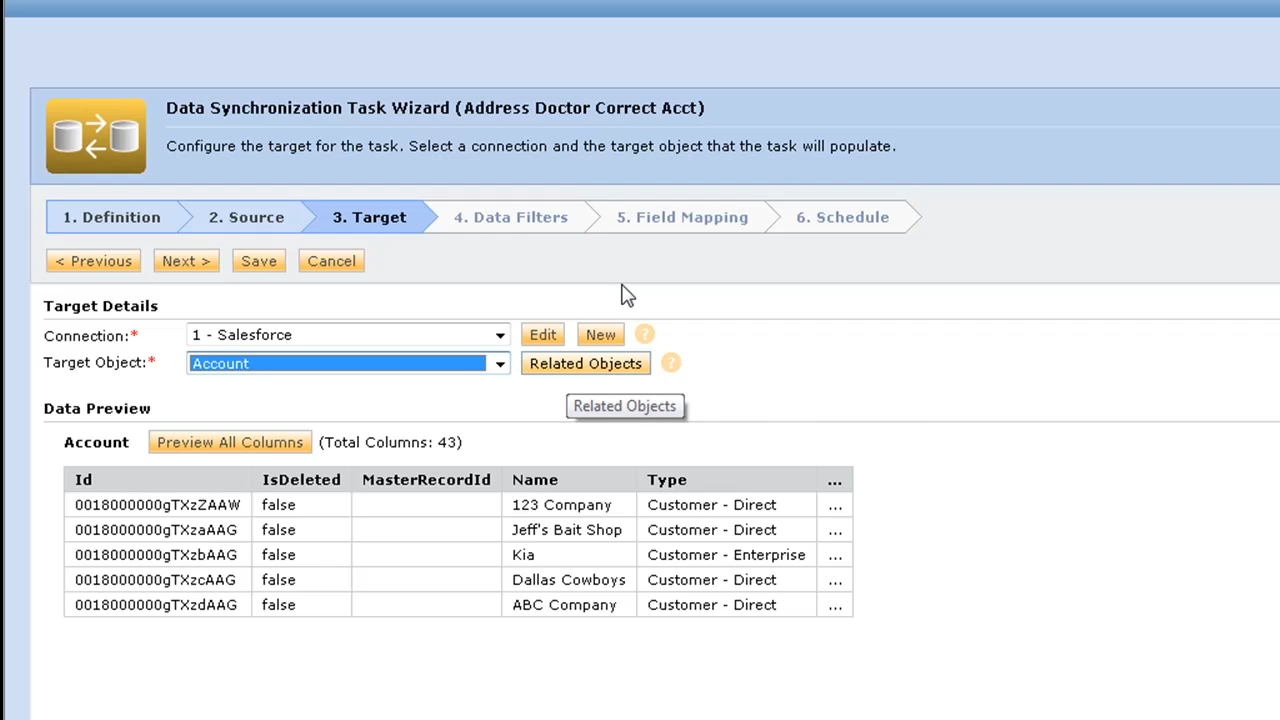 Data Synchronization Task Wizard (Address Doctor Correct Acct)
Configure the target for the task. Select a connection and the target object that the task will populate.
1. Definition 2. Source 3. Target 4. Data Filters 5. Field Mapping 6. Schedule
< Previous Next > Save Cancel
Target Details
Connection:* 1 - Salesforce Edit New ?
Target Object:* Account Related Objects ?
Related Objects
Data Preview
Account Preview All Columns (Total Columns: 43)
Id IsDeleted MasterRecordId Name Type ...
0018000000gTXzZAAW false 123 Company Customer - Direct ...
0018000000gTXzaAAG false Jeff's Bait Shop Customer - Direct ...
0018000000gTXzbAAG false Kia Customer - Enterprise ...
0018000000gTXzcAAG false Dallas Cowboys Customer - Direct ...
0018000000gTXzdAAG false ABC Company Customer - Direct ...